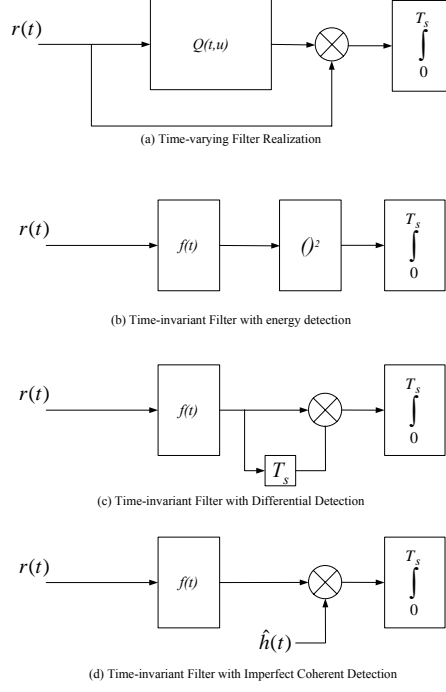 r(t)
Q(t,u)
T_s
∫
0
(a) Time-varying Filter Realization
r(t)
f(t)
()²
T_s
∫
0
(b) Time-invariant Filter with energy detection
r(t)
f(t)
T_s
∫
0
T_s
(c) Time-invariant Filter with Differential Detection
r(t)
f(t)
T_s
∫
0
ĥ(t)
(d) Time-invariant Filter with Imperfect Coherent Detection